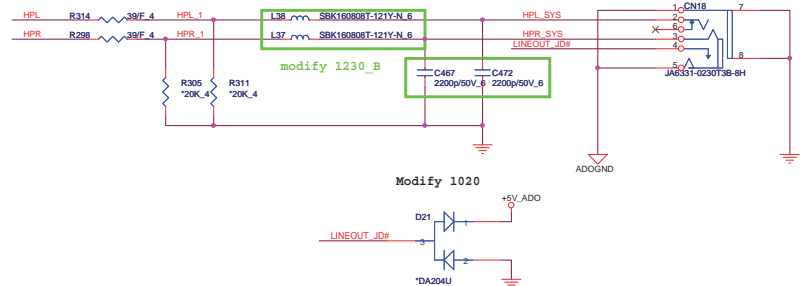 HPL R314 39/F_4 HPL_1 L38 SBK160808T-121Y-N_6 HPL_SYS
HPR R298 39/F_4 HPR_1 L37 SBK160808T-121Y-N_6 HPR_SYS
LINEOUT_JD#
CN18
1
2
6
3
4
5
7
8
JA6331-0230T3B-8H
modify 1230_B
R305
*20K_4
R311
*20K_4
C467
2200p/50V_6
C472
2200p/50V_6
ADOGND
Modify 1020
+5V_ADO
D21
1
LINEOUT_JD# 3
2
*DA204U